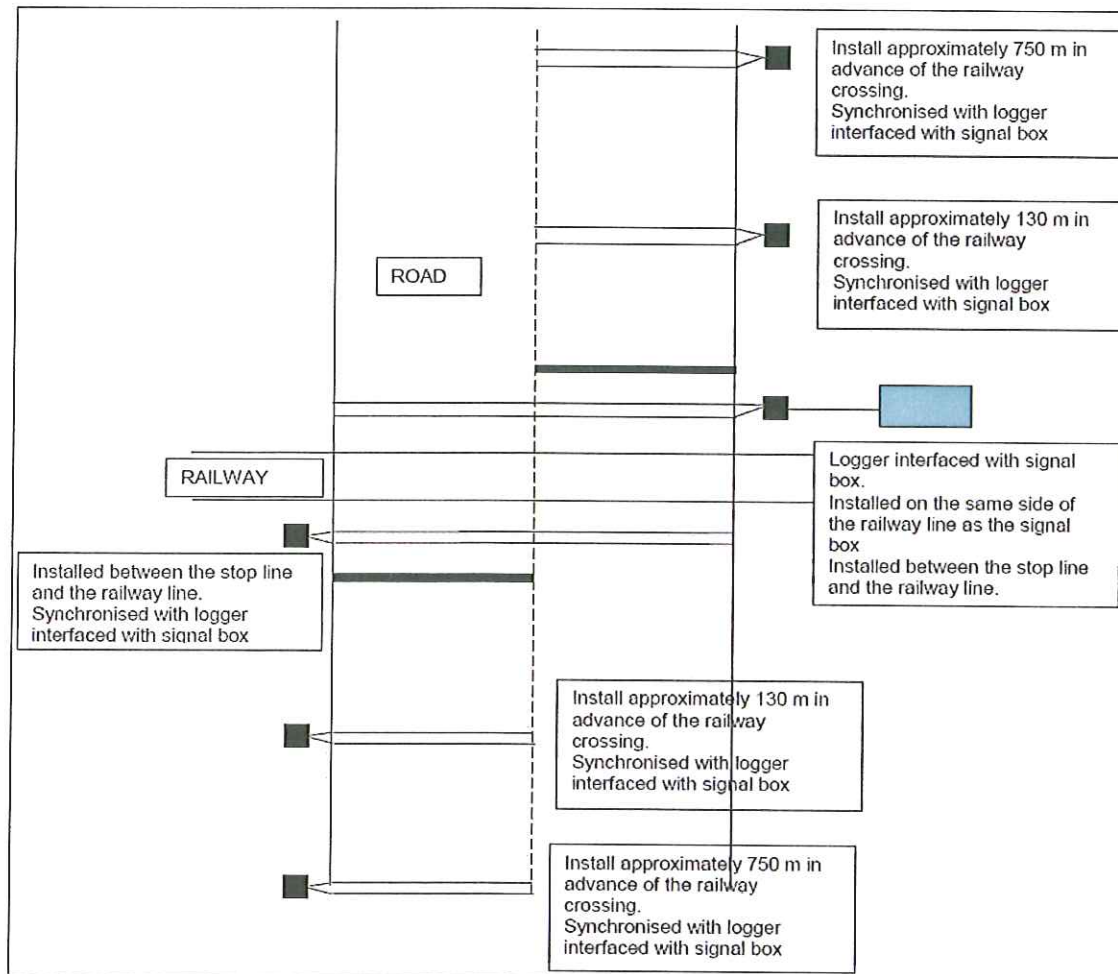 Install approximately 750 m in
advance of the railway
crossing.
Synchronised with logger
interfaced with signal box
Install approximately 130 m in
advance of the railway
crossing.
Synchronised with logger
interfaced with signal box
ROAD
RAILWAY
Logger interfaced with signal
box.
Installed on the same side of
the railway line as the signal
box
Installed between the stop line
and the railway line.
Installed between the stop line
and the railway line.
Synchronised with logger
interfaced with signal box
Install approximately 130 m in
advance of the railway
crossing.
Synchronised with logger
interfaced with signal box
Install approximately 750 m in
advance of the railway
crossing.
Synchronised with logger
interfaced with signal box